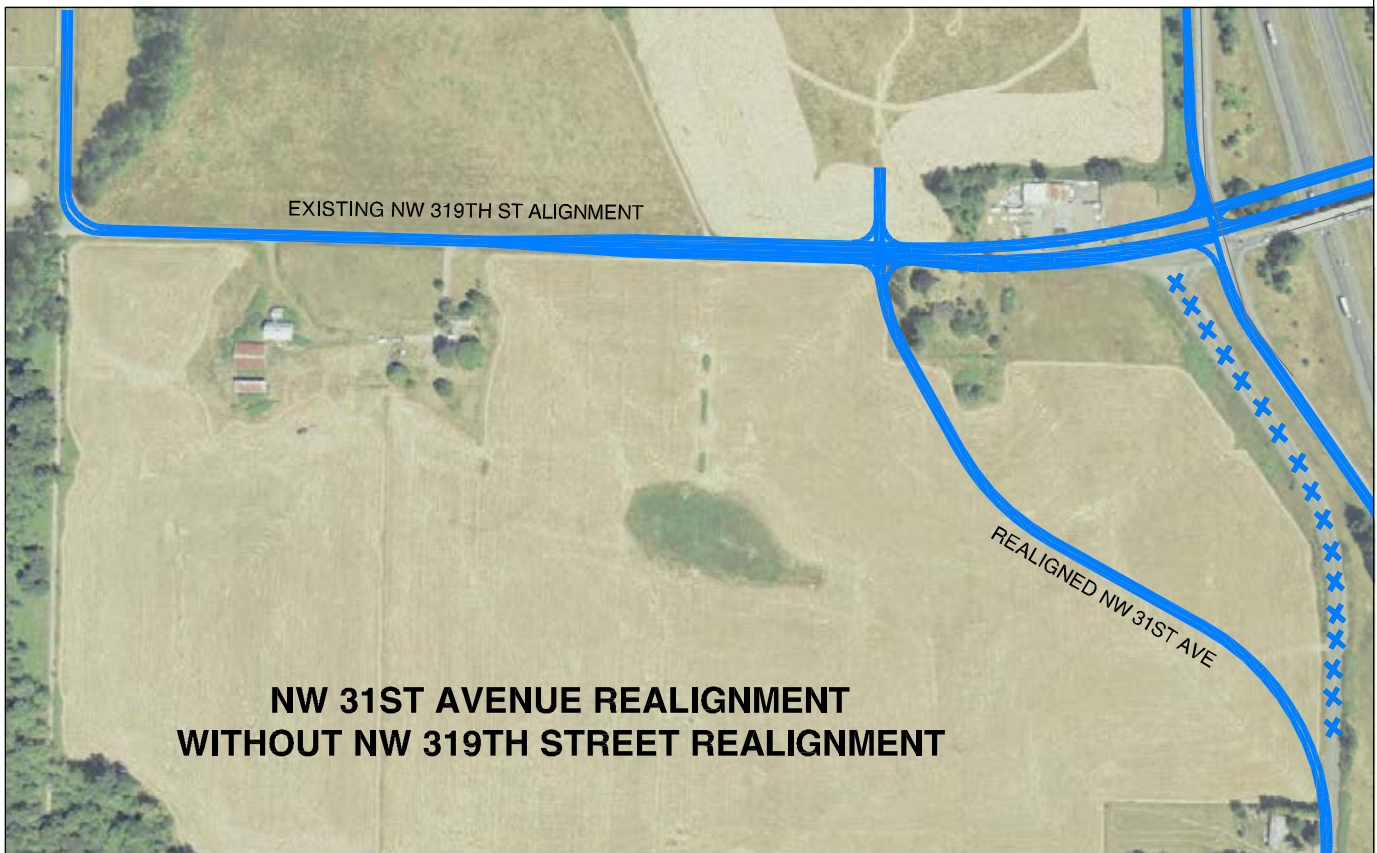 EXISTING NW 319TH ST ALIGNMENT
REALIGNED NW 31ST AVE
NW 31ST AVENUE REALIGNMENT
WITHOUT NW 319TH STREET REALIGNMENT